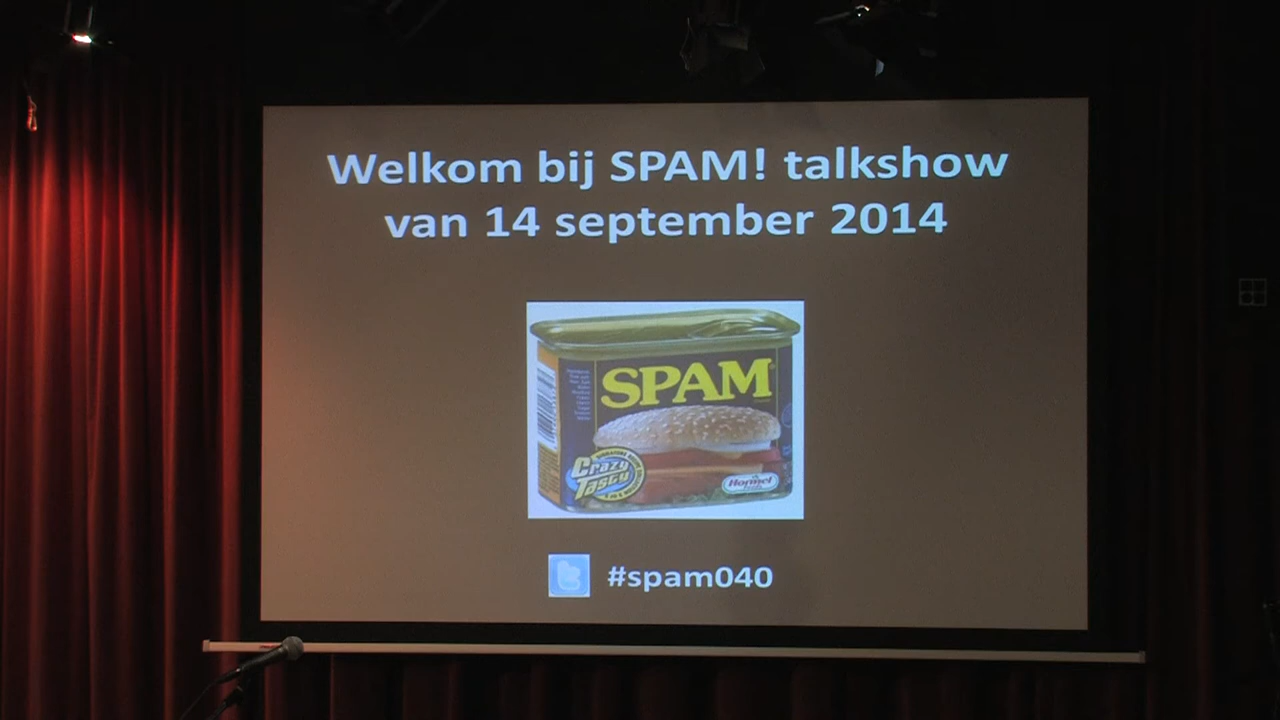 Welkom bij SPAM! talkshow
van 14 september 2014
SPAM
Crazy
Tasty
Hormel
#spam040